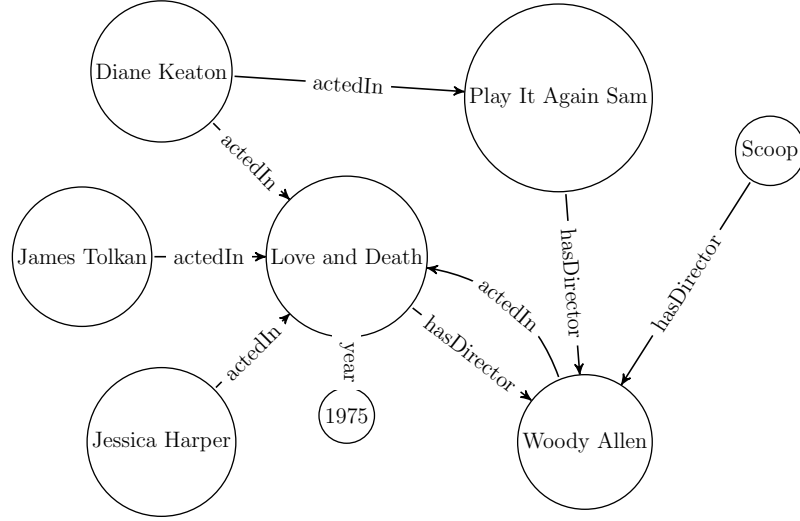 Diane Keaton
actedIn
Play It Again Sam
Scoop
actedIn
James Tolkan
actedIn
Love and Death
hasDirector
hasDirector
actedIn
actedIn
year
hasDirector
Jessica Harper
1975
Woody Allen